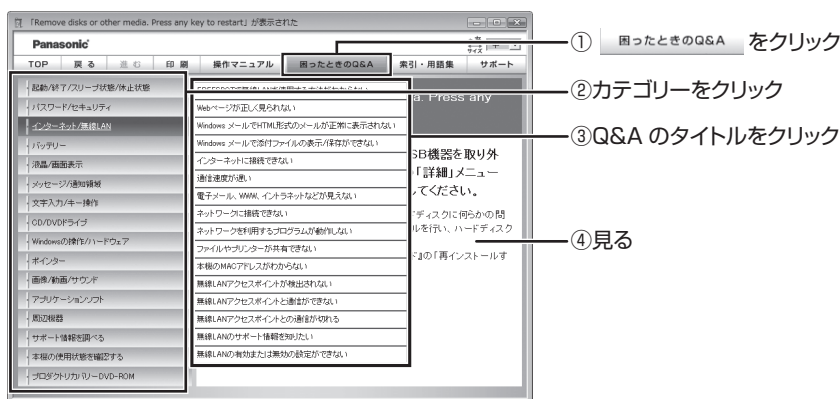 「Remove disks or other media. Press any key to restart」が表示された
Panasonic
文字サイズ 中
TOP 戻る 進む 印刷 操作マニュアル 困ったときのQ&A 索引・用語集 サポート
① 困ったときのQ&A をクリック
②カテゴリーをクリック
③Q&A のタイトルをクリック
④見る
起動/終了/スリープ状態/休止状態
パスワード/セキュリティ
インターネット/無線LAN
バッテリー
液晶/画面表示
メッセージ/通知領域
文字入力/キー操作
CD/DVDドライブ
Windowsの操作/ハードウェア
ポインター
画像/動画/サウンド
アプリケーションソフト
周辺機器
サポート情報を調べる
本機の使用状態を確認する
プロダクトリカバリーDVD-ROM
Webページが正しく見られない
Windows メールでHTML形式のメールが正常に表示されない
Windows メールで添付ファイルの表示/保存ができない
インターネットに接続できない
通信速度が遅い
電子メール、WWW、イントラネットなどが見えない
ネットワークに接続できない
ネットワークを利用するプログラムが動作しない
ファイルやプリンターが共有できない
本機のMACアドレスがわからない
無線LANアクセスポイントが検出されない
無線LANアクセスポイントと通信ができない
無線LANアクセスポイントとの通信が切れる
無線LANのサポート情報を知りたい
無線LANの有効または無効の設定ができない
a. Press any
SB機器を取り外
「詳細」メニュー
してください。
ドディスクに何らかの問
ルを行い、ハードディスク
ド』の「再インストールす